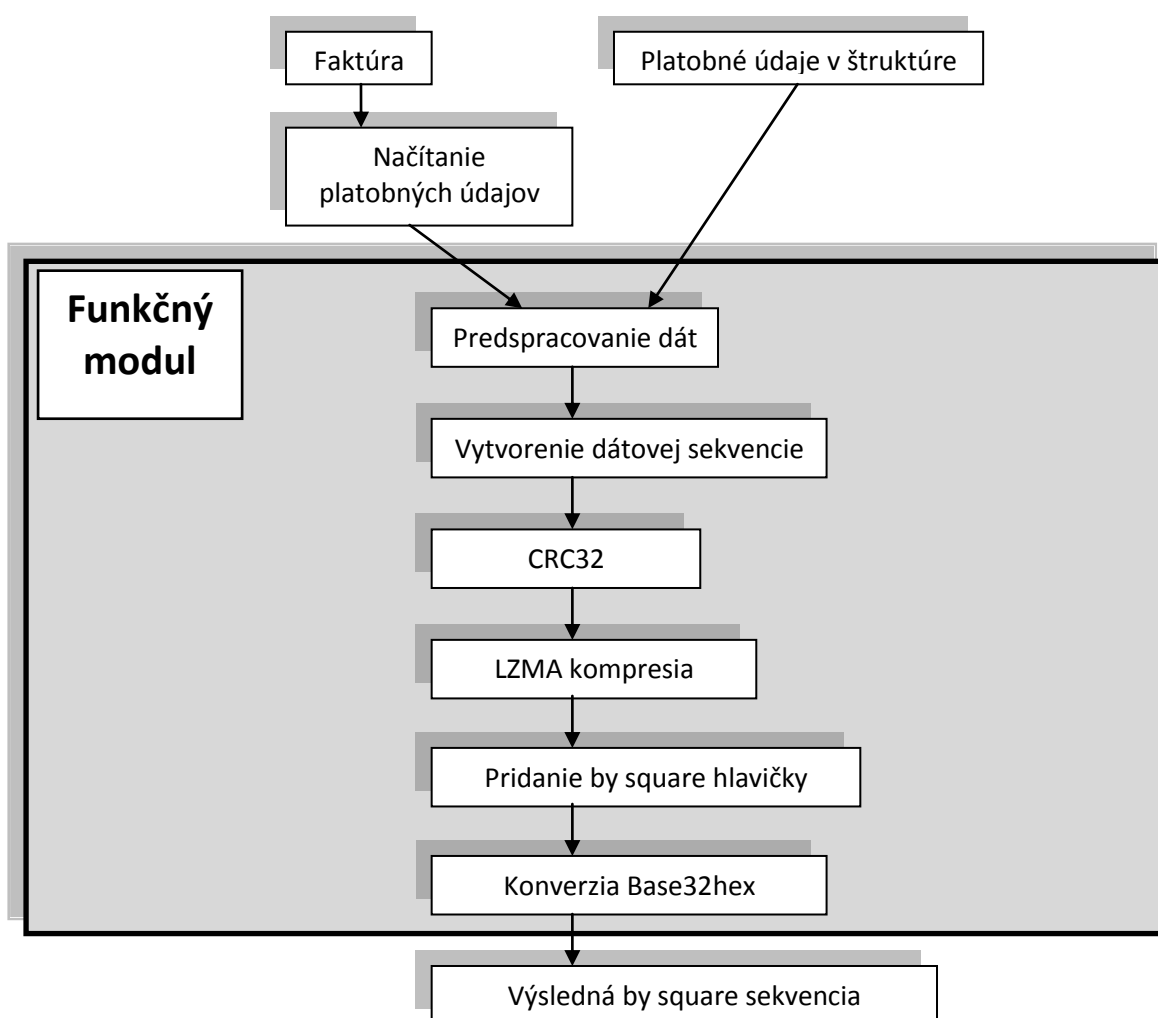 Faktúra
Platobné údaje v štruktúre
Načítanie
platobných údajov
Funkčný
modul
Predspracovanie dát
Vytvorenie dátovej sekvencie
CRC32
LZMA kompresia
Pridanie by square hlavičky
Konverzia Base32hex
Výsledná by square sekvencia